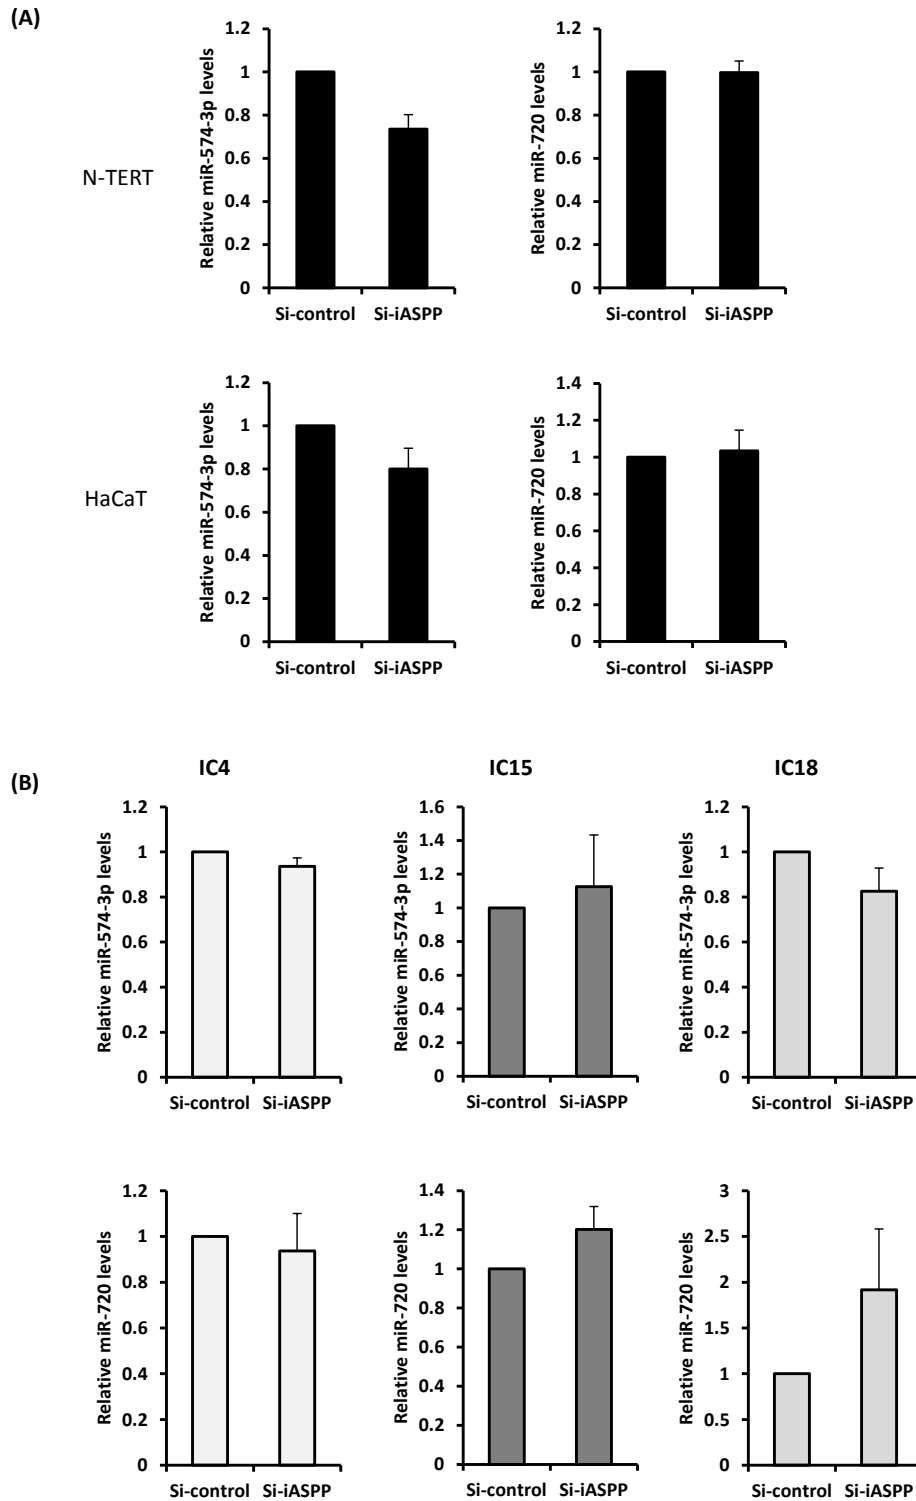 (A)
N-TERT
Relative miR-574-3p levels
1.2
1
0.8
0.6
0.4
0.2
0
Si-control Si-iASPP
Relative miR-720 levels
1.2
1
0.8
0.6
0.4
0.2
0
Si-control Si-iASPP
HaCaT
Relative miR-574-3p levels
1.2
1
0.8
0.6
0.4
0.2
0
Si-control Si-iASPP
Relative miR-720 levels
1.4
1.2
1
0.8
0.6
0.4
0.2
0
Si-control Si-iASPP
(B)
IC4
Relative miR-574-3p levels
1.2
1
0.8
0.6
0.4
0.2
0
Si-control Si-iASPP
IC15
Relative miR-574-3p levels
1.6
1.4
1.2
1
0.8
0.6
0.4
0.2
0
Si-control Si-iASPP
IC18
Relative miR-574-3p levels
1.2
1
0.8
0.6
0.4
0.2
0
Si-control Si-iASPP
Relative miR-720 levels
1.2
1
0.8
0.6
0.4
0.2
0
Si-control Si-iASPP
Relative miR-720 levels
1.4
1.2
1
0.8
0.6
0.4
0.2
0
Si-control Si-iASPP
Relative miR-720 levels
3
2.5
2
1.5
1
0.5
0
Si-control Si-iASPP